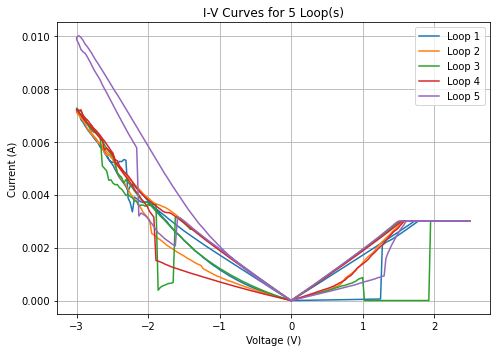 I-V Curves for 5 Loop(s)
Loop 1
Loop 2
Loop 3
Loop 4
Loop 5
Current (A)
0.010
0.008
0.006
0.004
0.002
0.000
−3 −2 −1 0 1 2
Voltage (V)